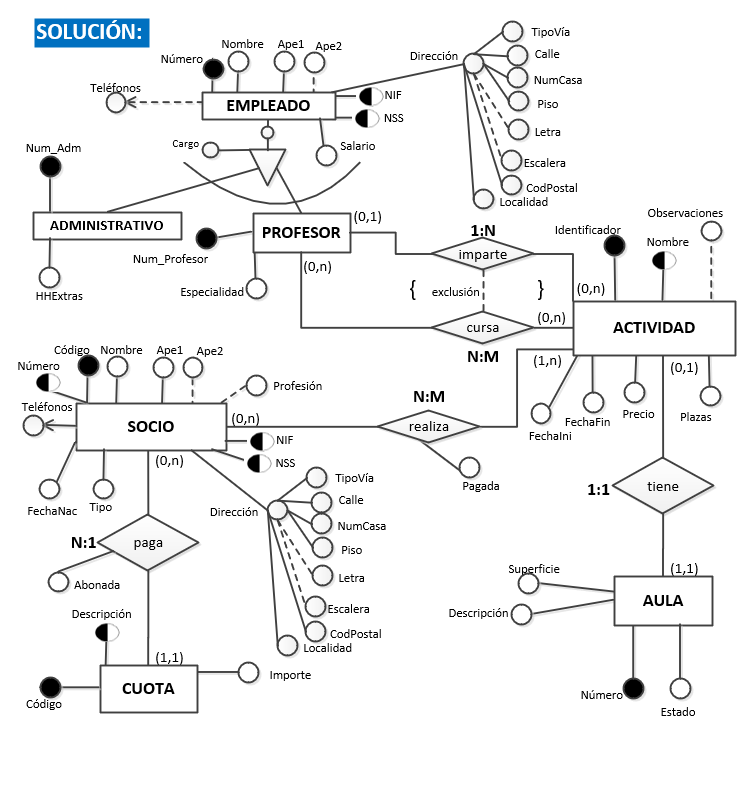 SOLUCIÓN:
Número
Nombre
Ape1
Ape2
Teléfonos
EMPLEADO
NIF
NSS
Dirección
TipoVía
Calle
NumCasa
Piso
Letra
Escalera
CodPostal
Localidad
Cargo
Salario
Num_Adm
ADMINISTRATIVO
HHExtras
PROFESOR
Num_Profesor
Especialidad
(0,1)
(0,n)
1:N
imparte
(0,n)
{ exclusión }
cursa
(0,n)
N:M
Identificador
Nombre
Observaciones
ACTIVIDAD
(1,n)
(0,1)
FechaIni
FechaFin
Precio
Plazas
Código
Nombre
Ape1
Ape2
Número
Teléfonos
Profesión
SOCIO
(0,n)
NIF
NSS
(0,n)
FechaNac
Tipo
N:M
realiza
Pagada
Dirección
TipoVía
Calle
NumCasa
Piso
Letra
Escalera
CodPostal
Localidad
1:1
tiene
N:1
paga
Abonada
(1,1)
Descripción
CUOTA
Código
Importe
(1,1)
Superficie
Descripción
AULA
Número
Estado